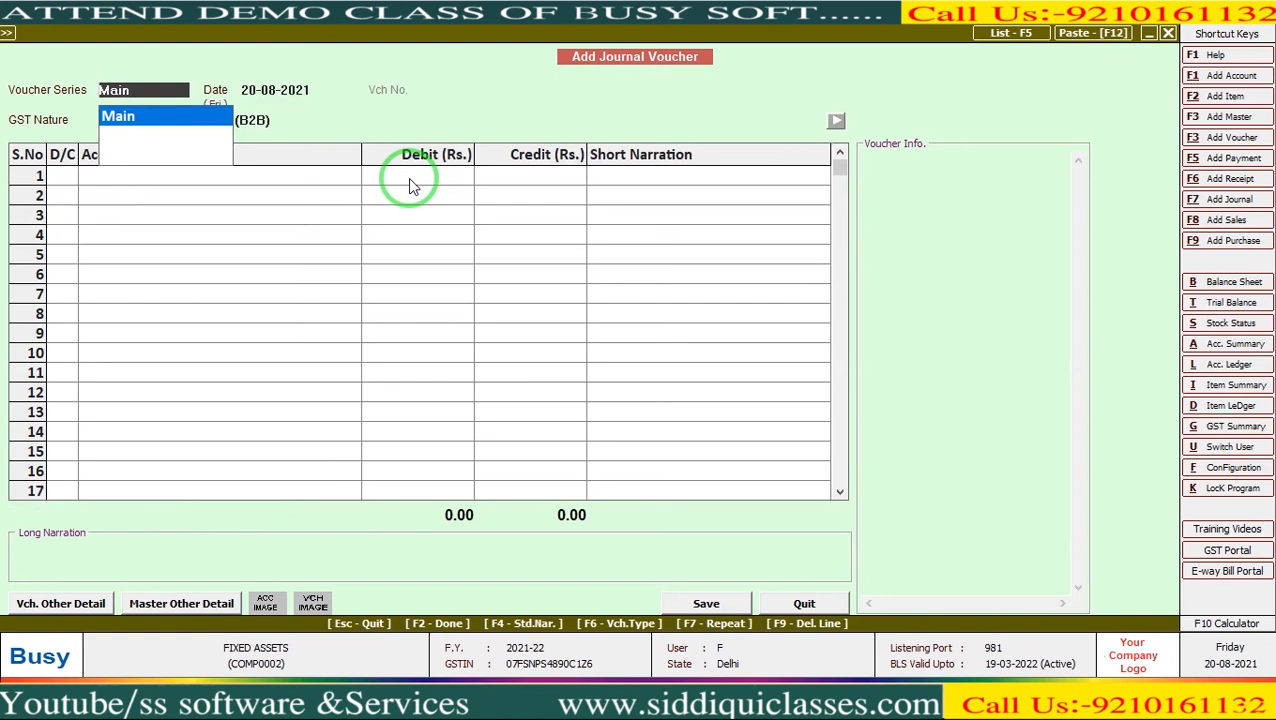 ATTEND DEMO CLASS OF BUSY SOFT...... Call Us:-9210161132
>> List - F5 Paste - [F12] Shortcut Keys
Add Journal Voucher
Voucher Series Main Date 20-08-2021 Vch No.
(Fri)
Main
GST Nature (B2B)
S.No D/C Ac Debit (Rs.) Credit (Rs.) Short Narration Voucher Info.
1
2
3
4
5
6
7
8
9
10
11
12
13
14
15
16
17
0.00 0.00
Long Narration
Vch. Other Detail Master Other Detail ACC IMAGE VCH IMAGE Save Quit
[ Esc - Quit ] [ F2 - Done ] [ F4 - Std.Nar. ] [ F6 - Vch.Type ] [ F7 - Repeat ] [ F9 - Del. Line ]
F1 Help
F1 Add Account
F2 Add Item
F3 Add Master
F3 Add Voucher
F5 Add Payment
F6 Add Receipt
F7 Add Journal
F8 Add Sales
F9 Add Purchase
B Balance Sheet
T Trial Balance
S Stock Status
A Acc. Summary
L Acc. Ledger
I Item Summary
D Item LeDger
G GST Summary
U Switch User
F ConFiguration
K LocK Program
Training Videos
GST Portal
E-way Bill Portal
F10 Calculator
Busy FIXED ASSETS F.Y. : 2021-22 User : F Listening Port : 981 Your Company Logo Friday
(COMP0002) GSTIN : 07FSNPS4890C1Z6 State : Delhi BLS Valid Upto : 19-03-2022 (Active) 20-08-2021
Youtube/ss software &Services www.siddiquiclasses.com Call Us:-9210161132